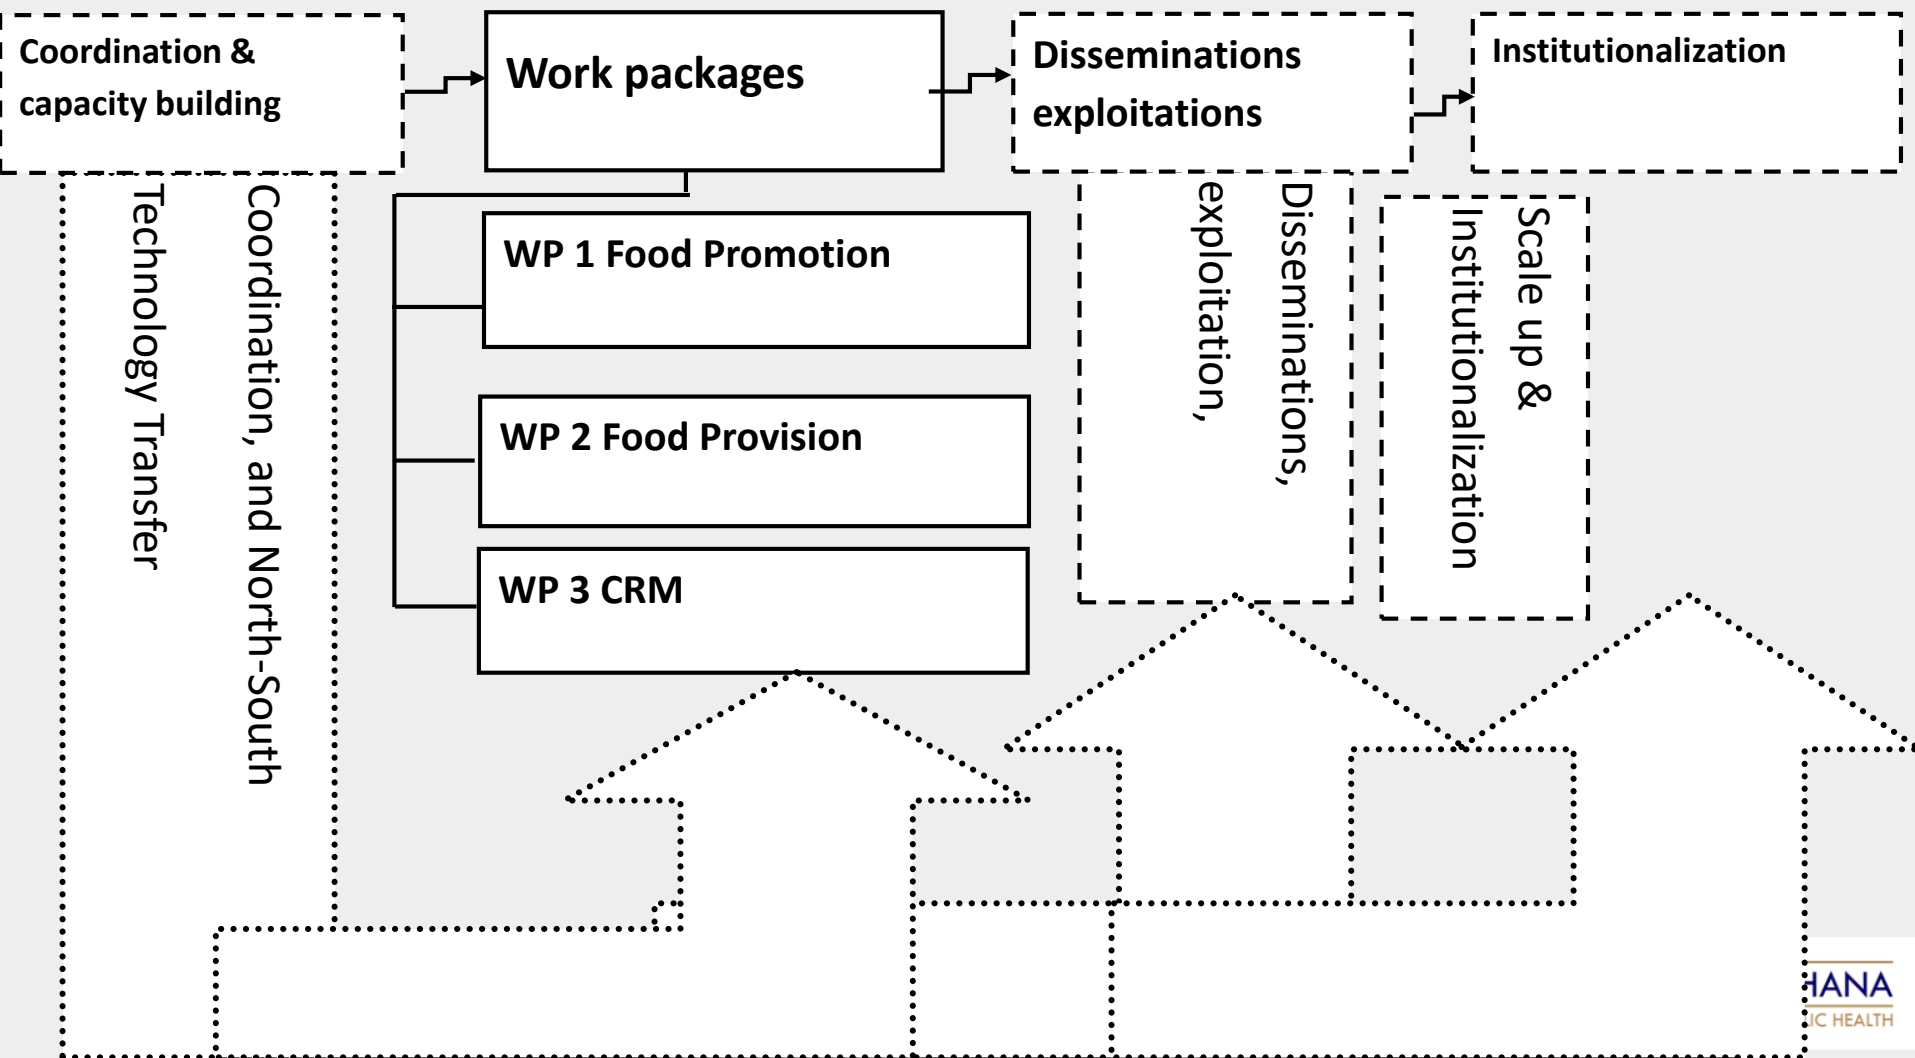 Coordination &
capacity building
Work packages
Disseminations
exploitations
Institutionalization
Coordination, and North-South
Technology Transfer
WP 1 Food Promotion
WP 2 Food Provision
WP 3 CRM
Disseminations,
exploitation,
Scale up &
Institutionalization
HEALTH